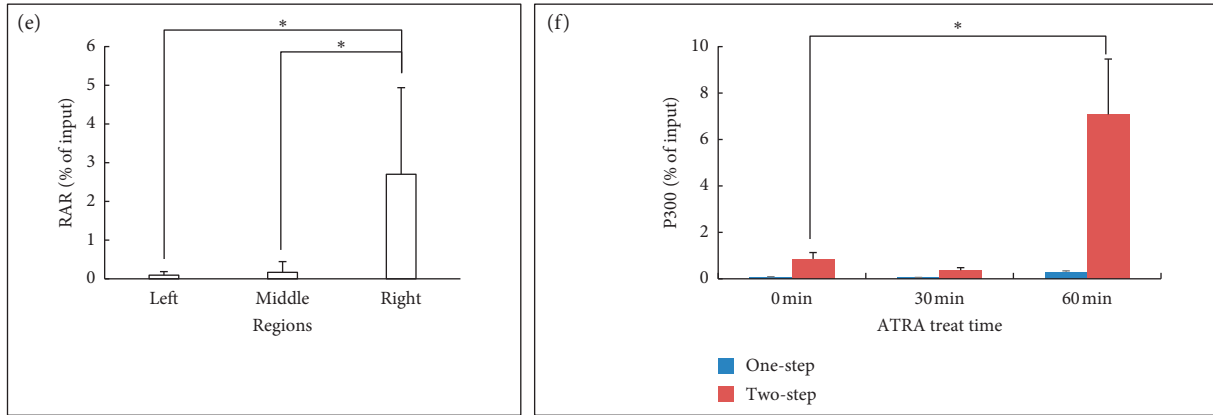 (e)
*
*
6
5
4
3
2
1
0
RAR (% of input)
Left Middle Right
Regions
(f)
*
10
8
6
4
2
0
P300 (% of input)
0 min 30 min 60 min
ATRA treat time
One-step
Two-step